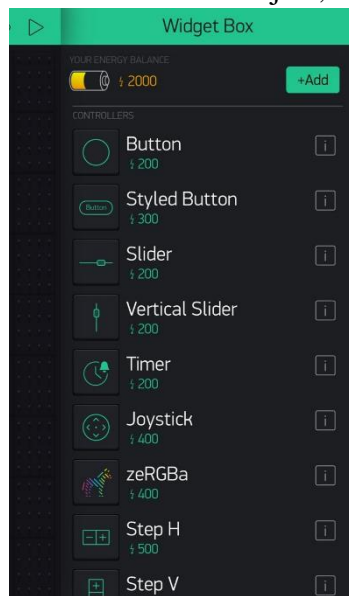 Widget Box
YOUR ENERGY BALANCE
2000
+Add
CONTROLLERS
Button
200
Button
Styled Button
300
Slider
200
Vertical Slider
200
Timer
200
Joystick
400
zeRGBa
400
Step H
500
Step V